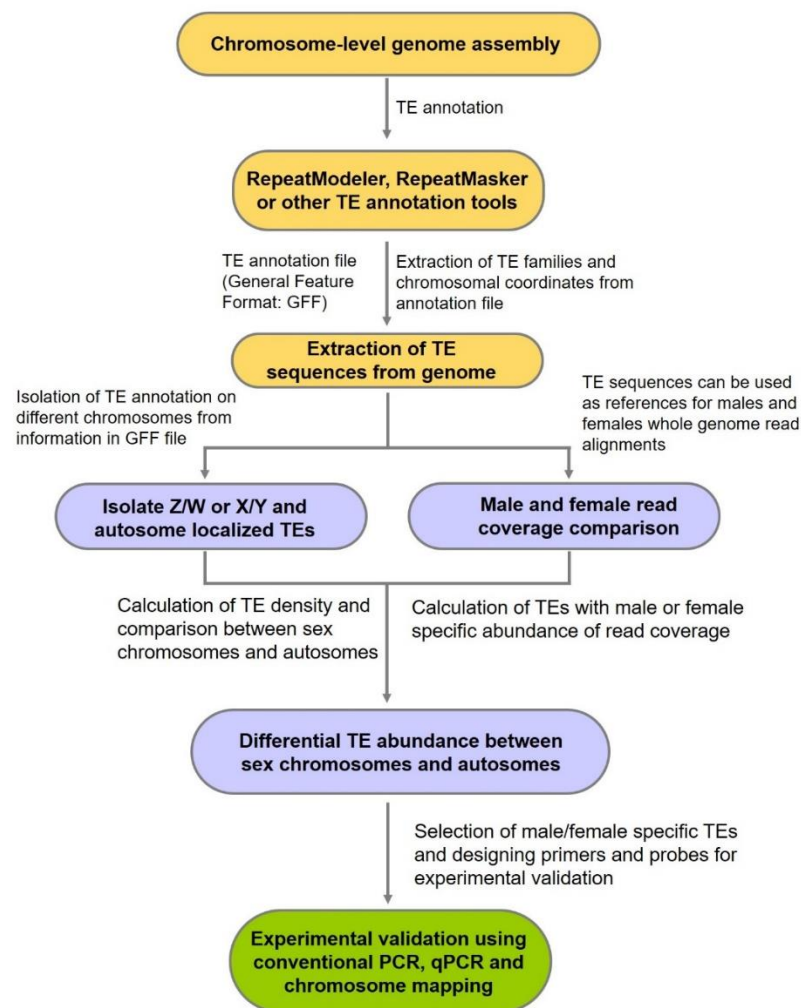 Chromosome-level genome assembly
TE annotation
RepeatModeler, RepeatMasker
or other TE annotation tools
TE annotation file
(General Feature
Format: GFF)
Extraction of TE families and
chromosomal coordinates from
annotation file
Extraction of TE
sequences from genome
Isolation of TE annotation on
different chromosomes from
information in GFF file
TE sequences can be used
as references for males and
females whole genome read
alignments
Isolate Z/W or X/Y and
autosome localized TEs
Male and female read
coverage comparison
Calculation of TE density and
comparison between sex
chromosomes and autosomes
Calculation of TEs with male or female
specific abundance of read coverage
Differential TE abundance between
sex chromosomes and autosomes
Selection of male/female specific TEs
and designing primers and probes for
experimental validation
Experimental validation using
conventional PCR, qPCR and
chromosome mapping